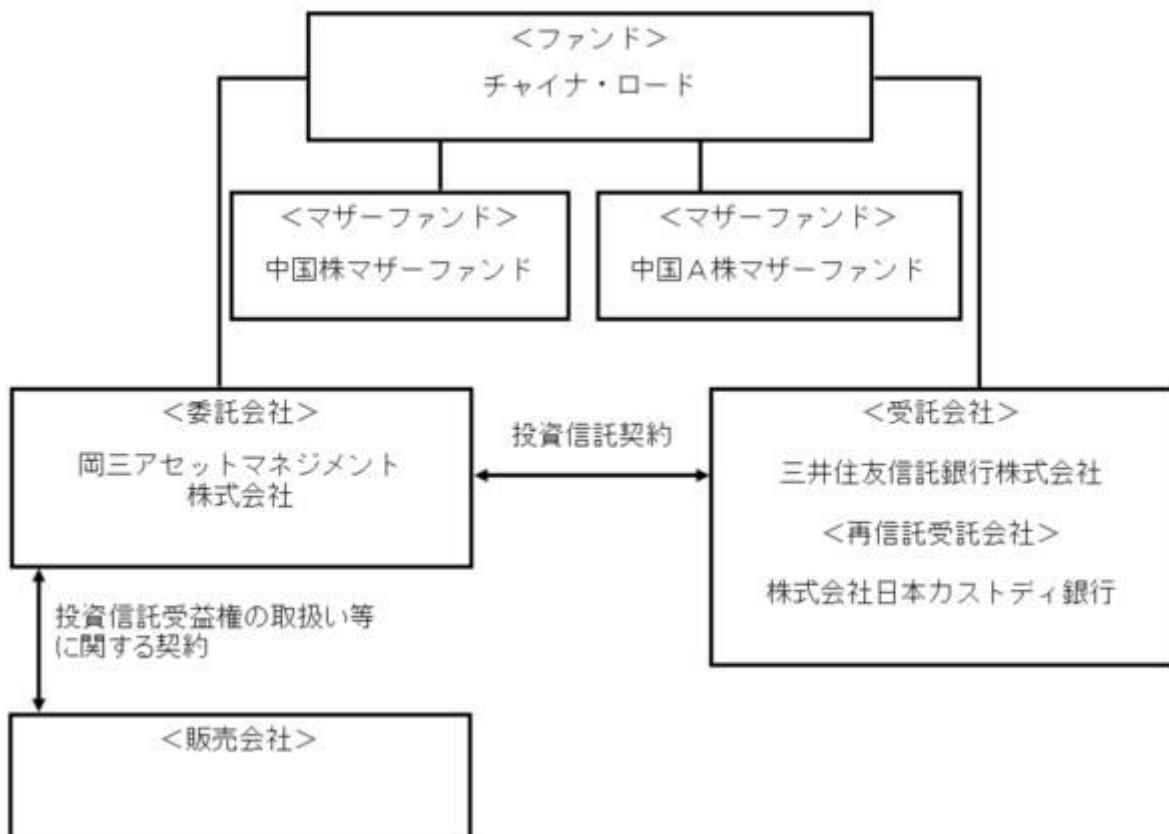 ＜ファンド＞
チャイナ・ロード
＜マザーファンド＞
中国株マザーファンド
＜マザーファンド＞
中国Ａ株マザーファンド
＜委託会社＞
岡三アセットマネジメント
株式会社
投資信託契約
＜受託会社＞
三井住友信託銀行株式会社
＜再信託受託会社＞
株式会社日本カストディ銀行
投資信託受益権の取扱い等
に関する契約
＜販売会社＞